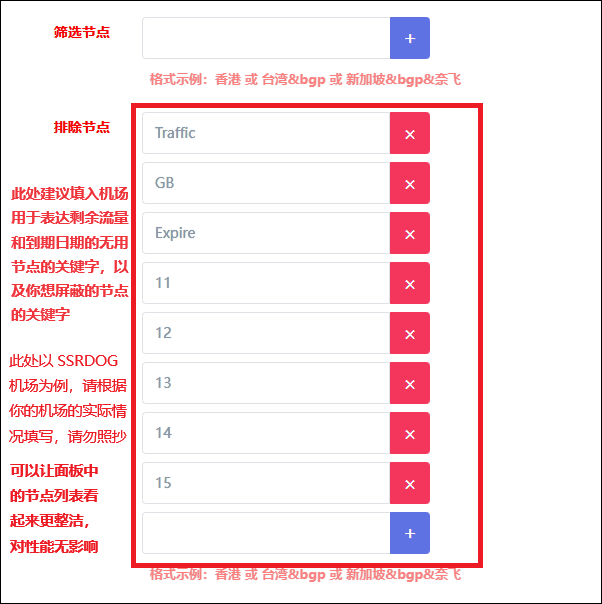 筛选节点
+
格式示例：香港 或 台湾&bgp 或 新加坡&bgp&奈飞
排除节点
Traffic ×
GB ×
Expire ×
11 ×
12 ×
13 ×
14 ×
15 ×
+
此处建议填入机场
用于表达剩余流量
和到期日期的无用
节点的关键字，以
及你想屏蔽的节点
的关键字
此处以 SSRDOG
机场为例，请根据
你的机场的实际情
况填写，请勿照抄
可以让面板中
的节点列表看
起来更整洁，
对性能无影响
格式示例：香港 或 台湾&bgp 或 新加坡&bgp&奈飞